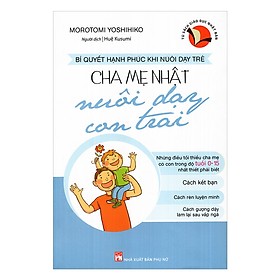 TỦ SÁCH GIÁO DỤC NHẬT BẢN
MOROTOMI YOSHIHIKO
Người dịch | Huệ Kusumi
BÍ QUYẾT HẠNH PHÚC KHI NUÔI DẠY TRẺ
CHA MẸ NHẬT
nuôi dạy
con trai
Những điều tối thiểu cha mẹ
có con trong độ tuổi 0-15
nhất thiết phải biết
Cách kết bạn
Cách rèn luyện mình
Cách gượng dậy
làm lại sau vấp ngã
NHÀ XUẤT BẢN PHỤ NỮ